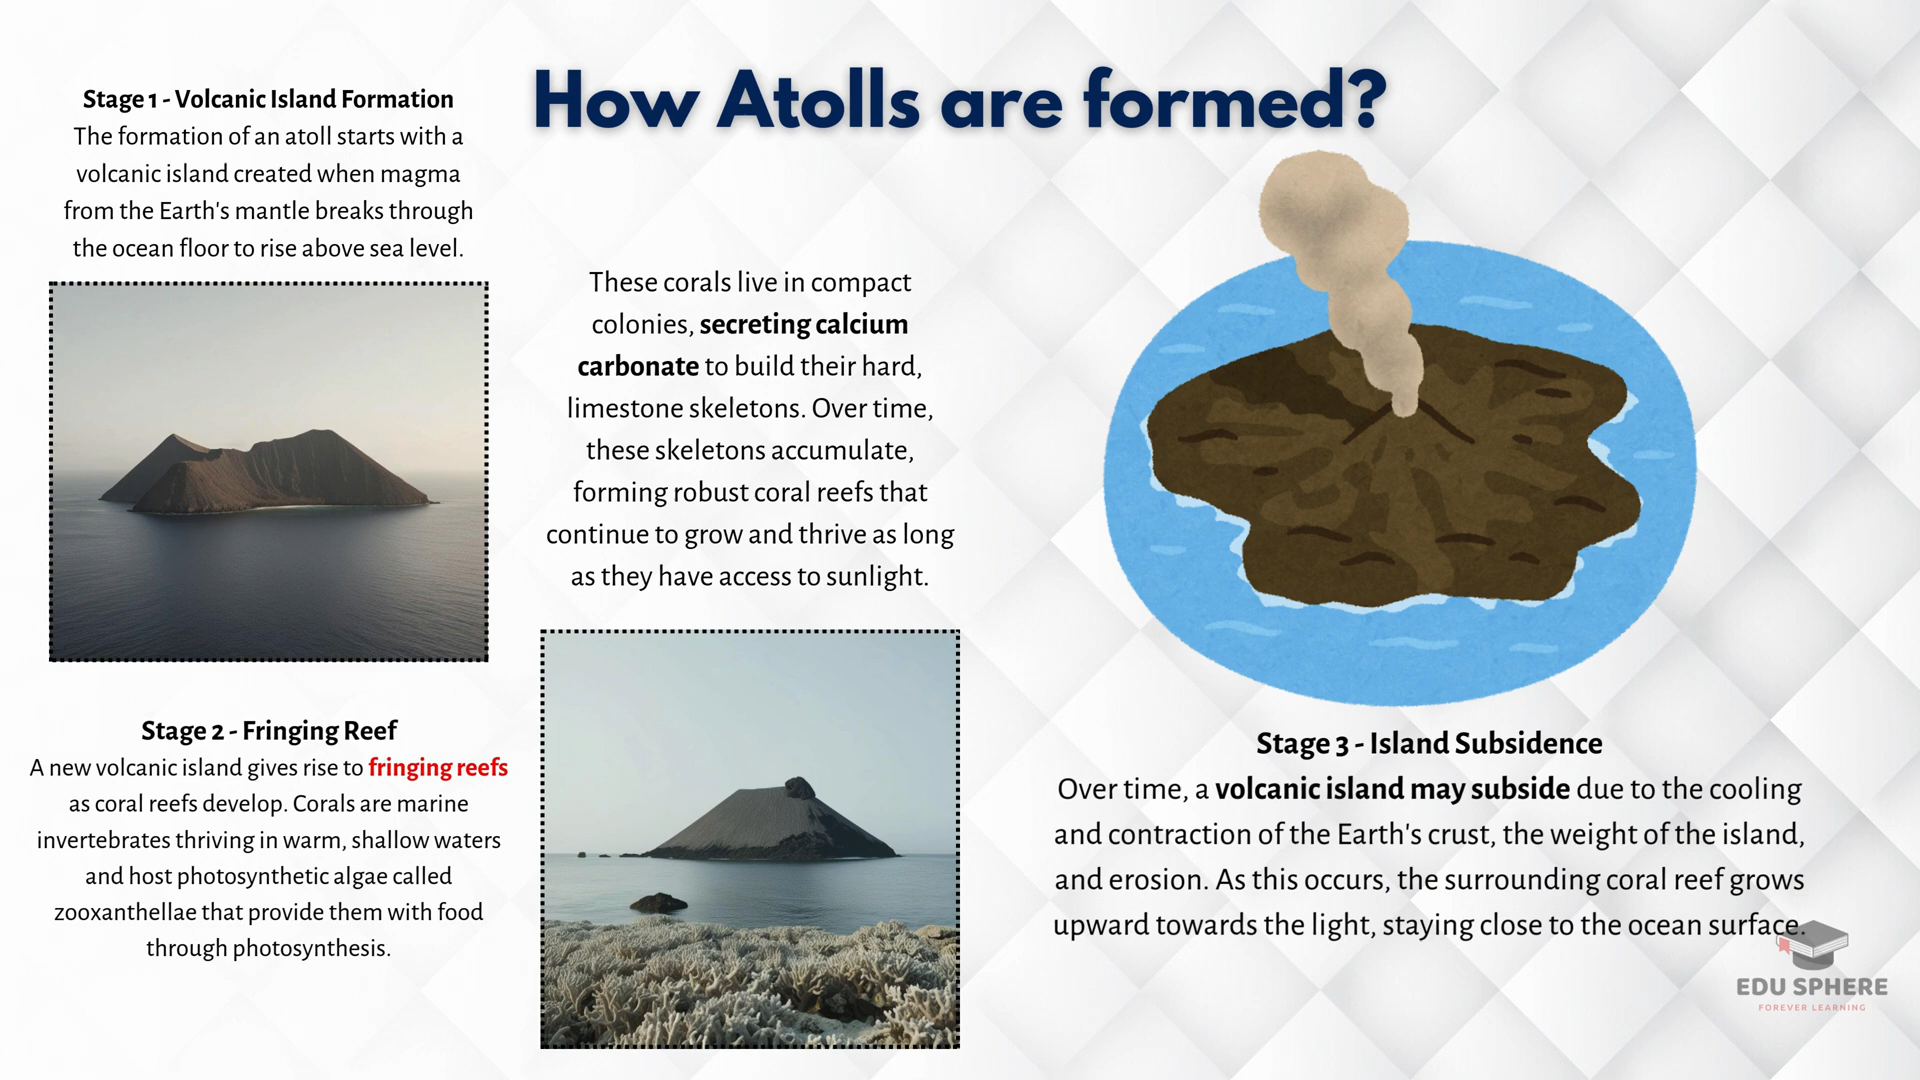 How Atolls are formed?
Stage 1 - Volcanic Island Formation
The formation of an atoll starts with a
volcanic island created when magma
from the Earth's mantle breaks through
the ocean floor to rise above sea level.
Stage 2 - Fringing Reef
A new volcanic island gives rise to fringing reefs
as coral reefs develop. Corals are marine
invertebrates thriving in warm, shallow waters
and host photosynthetic algae called
zooxanthellae that provide them with food
through photosynthesis.
These corals live in compact
colonies, secreting calcium
carbonate to build their hard,
limestone skeletons. Over time,
these skeletons accumulate,
forming robust coral reefs that
continue to grow and thrive as long
as they have access to sunlight.
Stage 3 - Island Subsidence
Over time, a volcanic island may subside due to the cooling
and contraction of the Earth's crust, the weight of the island,
and erosion. As this occurs, the surrounding coral reef grows
upward towards the light, staying close to the ocean surface.
EDU SPHERE
FOREVER LEARNING